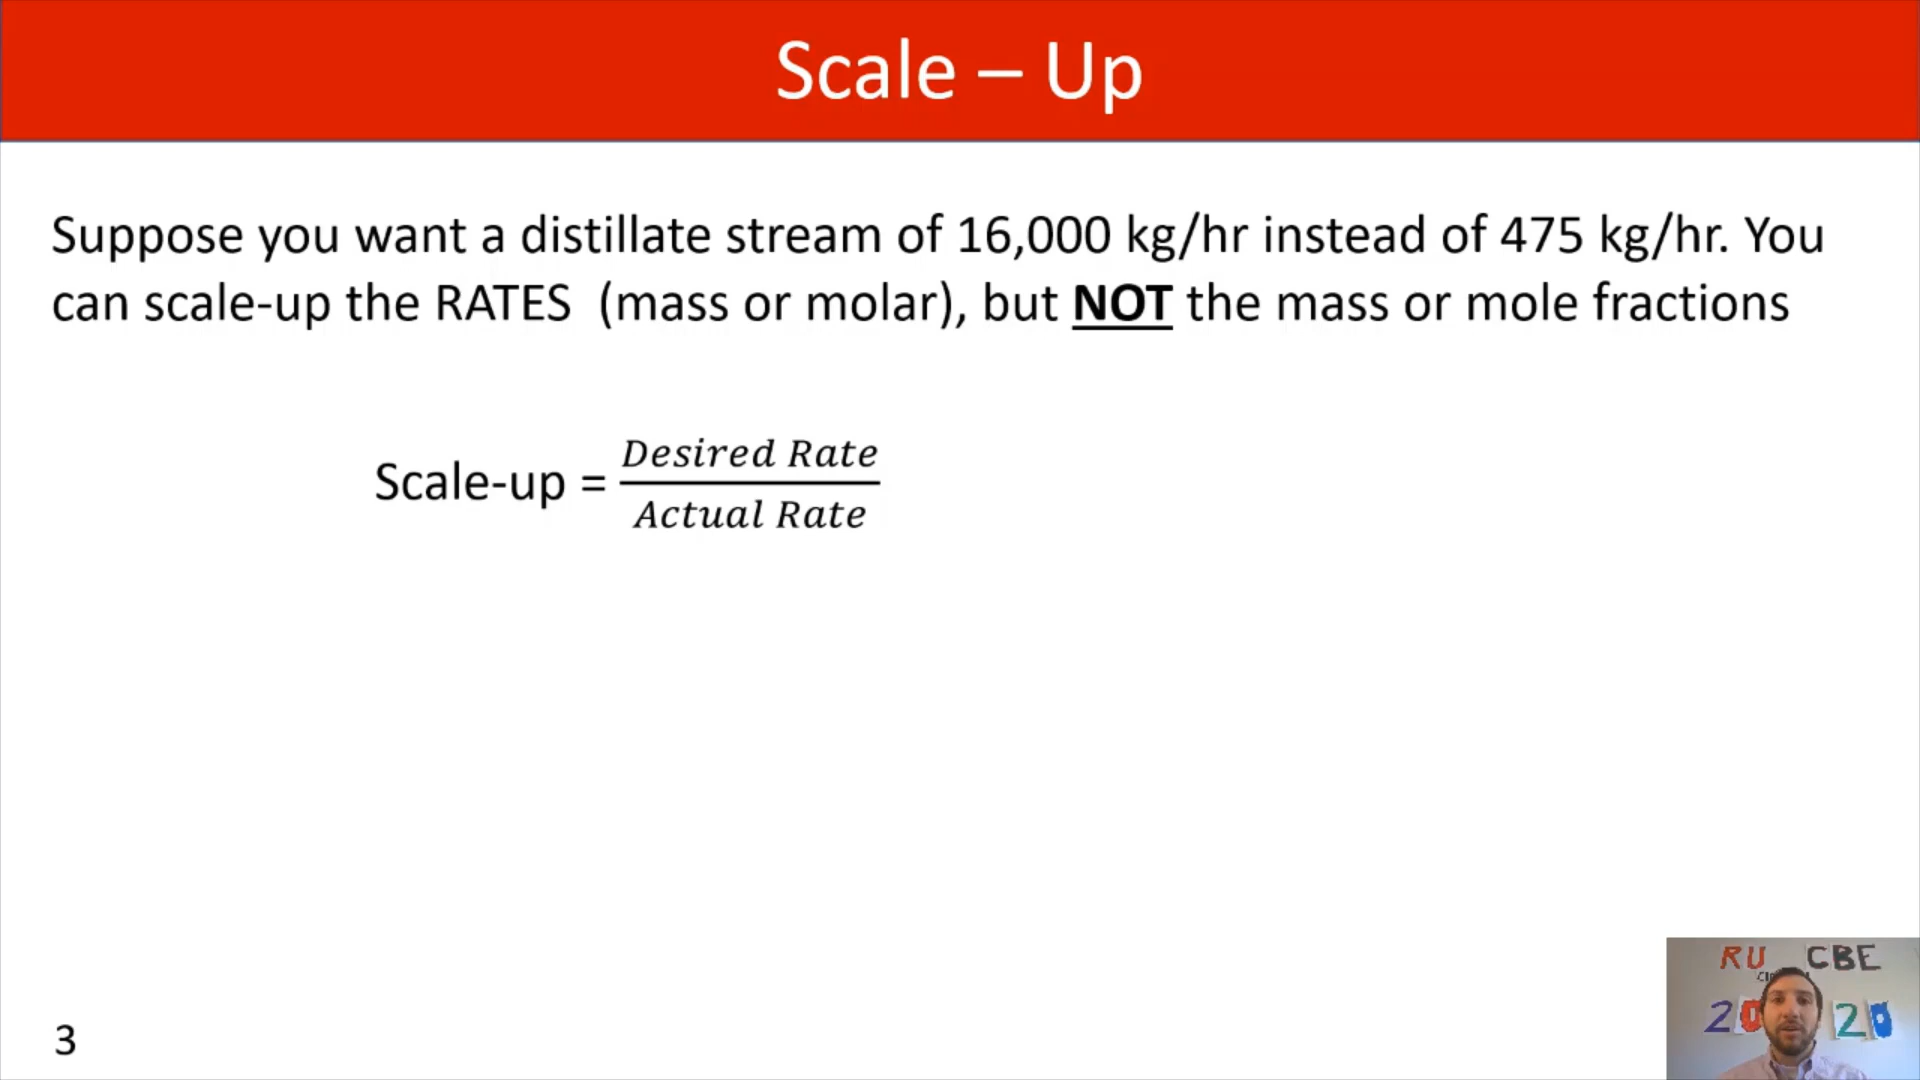 Scale – Up
Suppose you want a distillate stream of 16,000 kg/hr instead of 475 kg/hr. You
can scale-up the RATES (mass or molar), but NOT the mass or mole fractions
Scale-up = Desired Rate / Actual Rate
RU CBE
3